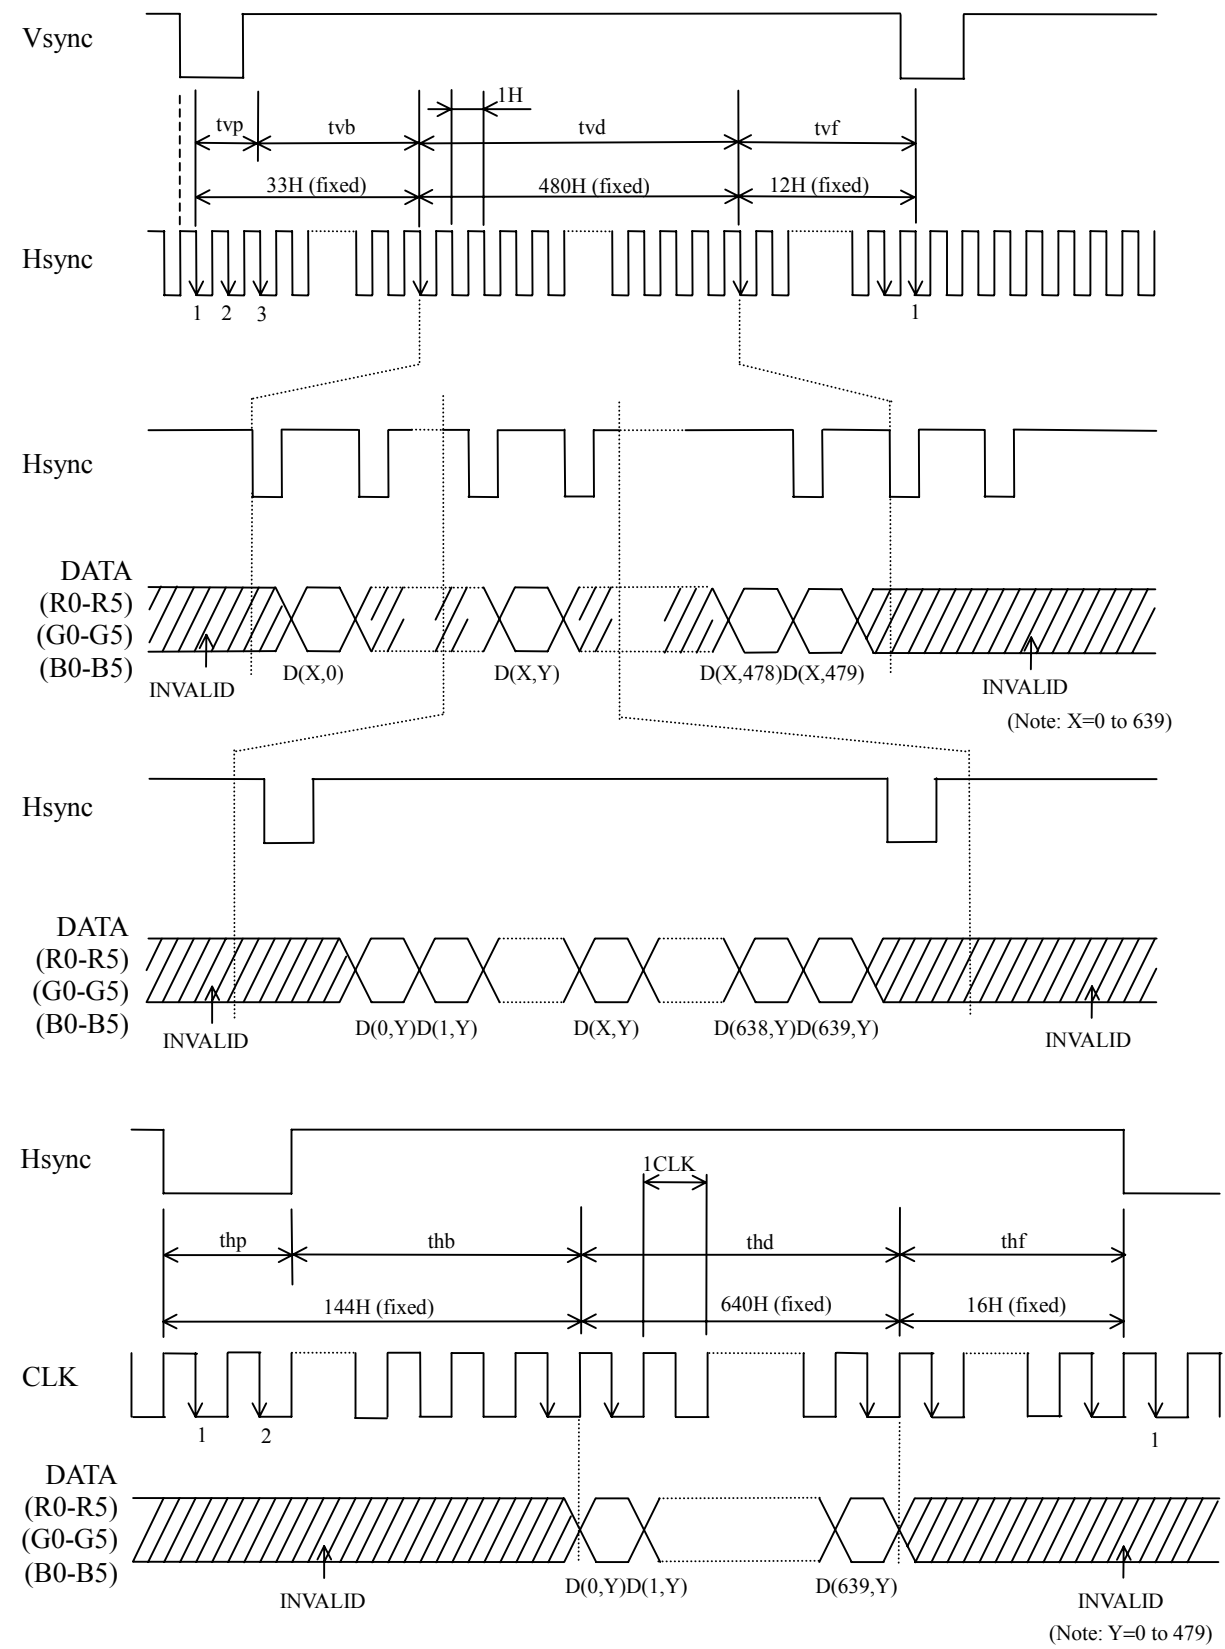 Vsync
1H
tvp
tvb
tvd
tvf
33H (fixed)
480H (fixed)
12H (fixed)
Hsync
1
2
3
1
Hsync
DATA
(R0-R5)
(G0-G5)
(B0-B5)
INVALID
D(X,0)
D(X,Y)
D(X,478)D(X,479)
INVALID
(Note: X=0 to 639)
Hsync
DATA
(R0-R5)
(G0-G5)
(B0-B5)
INVALID
D(0,Y)D(1,Y)
D(X,Y)
D(638,Y)D(639,Y)
INVALID
Hsync
1CLK
thp
thb
thd
thf
144H (fixed)
640H (fixed)
16H (fixed)
CLK
1
2
1
DATA
(R0-R5)
(G0-G5)
(B0-B5)
INVALID
D(0,Y)D(1,Y)
D(639,Y)
INVALID
(Note: Y=0 to 479)